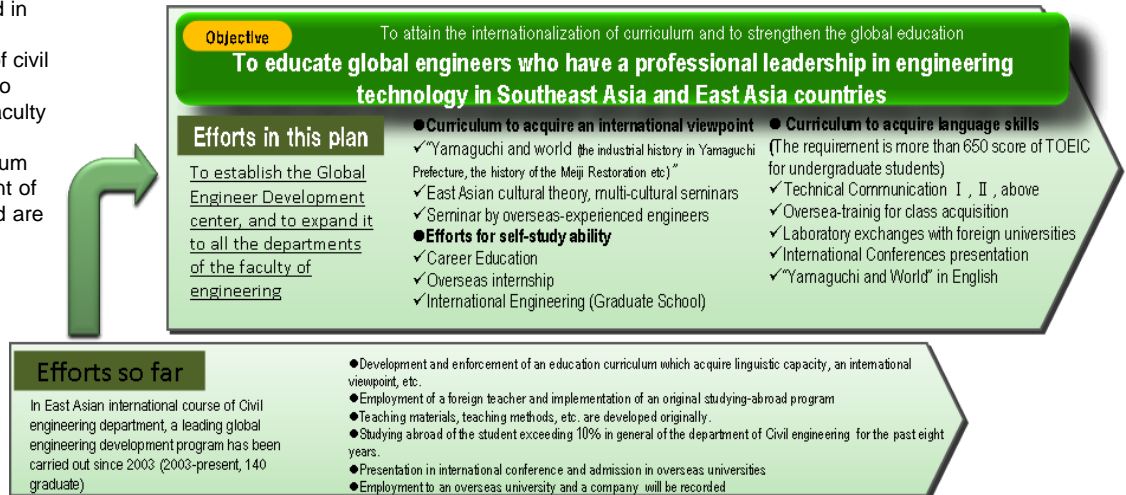 d in
f civil
o
aculty
um
nt of
d are
Objective
To attain the internationalization of curriculum and to strengthen the global education
To educate global engineers who have a professional leadership in engineering
technology in Southeast Asia and East Asia countries
Efforts in this plan
To establish the Global
Engineer Development
center, and to expand it
to all the departments
of the faculty of
engineering
●Curriculum to acquire an international viewpoint
✓"Yamaguchi and world (the industrial history in Yamaguchi
Prefecture, the history of the Meiji Restoration etc)"
✓East Asian cultural theory, multi-cultural seminars
✓Seminar by overseas-experienced engineers
●Efforts for self-study ability
✓Career Education
✓Overseas internship
✓International Engineering (Graduate School)
● Curriculum to acquire language skills
(The requirement is more than 650 score of TOEIC
for undergraduate students)
✓Technical Communication Ⅰ, Ⅱ, above
✓Oversea-trainig for class acquisition
✓Laboratory exchanges with foreign universities
✓International Conferences presentation
✓"Yamaguchi and World" in English
Efforts so far
In East Asian international course of Civil
engineering department, a leading global
engineering development program has been
carried out since 2003 (2003-present, 140
graduate)
●Development and enforcement of an education curriculum which acquire linguistic capacity, an international
viewpoint, etc.
●Employment of a foreign teacher and implementation of an original studying-abroad program
●Teaching materials, teaching methods, etc. are developed originally.
●Studying abroad of the student exceeding 10% in general of the department of Civil engineering for the past eight
years.
●Presentation in international conference and admission in overseas universities
●Employment to an overseas university and a company will be recorded